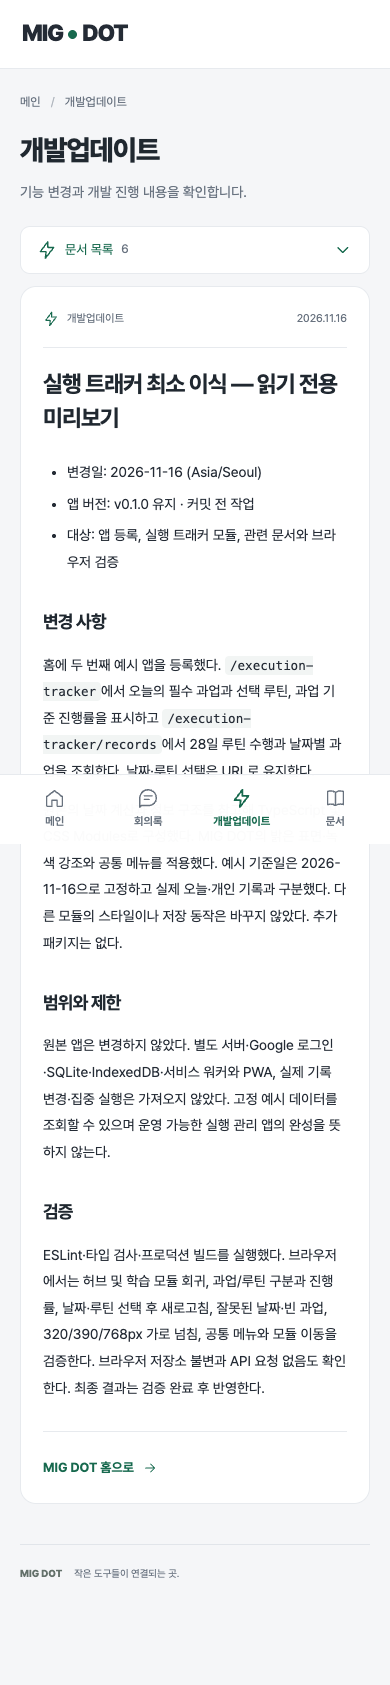 MIG DOT
메인 / 개발업데이트
개발업데이트
기능 변경과 개발 진행 내용을 확인합니다.
문서 목록 6
개발업데이트 2026.11.16
실행 트래커 최소 이식 — 읽기 전용
미리보기
• 변경일: 2026-11-16 (Asia/Seoul)
• 앱 버전: v0.1.0 유지 · 커밋 전 작업
• 대상: 앱 등록, 실행 트래커 모듈, 관련 문서와 브라
우저 검증
변경 사항
홈에 두 번째 예시 앱을 등록했다. /execution-
tracker 에서 오늘의 필수 과업과 선택 루틴, 과업 기
준 진행률을 표시하고 /execution-
tracker/records 에서 28일 루틴 수행과 날짜별 과
업을 조회한다. 날짜·루틴 선택은 URL로 유지한다.
메인 회의록 개발업데이트 문서
색 강조와 공통 메뉴를 적용했다. 예시 기준일은 2026-
11-16으로 고정하고 실제 오늘·개인 기록과 구분했다. 다
른 모듈의 스타일이나 저장 동작은 바꾸지 않았다. 추가
패키지는 없다.
범위와 제한
원본 앱은 변경하지 않았다. 별도 서버·Google 로그인
·SQLite·IndexedDB·서비스 워커와 PWA, 실제 기록
변경·집중 실행은 가져오지 않았다. 고정 예시 데이터를
조회할 수 있으며 운영 가능한 실행 관리 앱의 완성을 뜻
하지 않는다.
검증
ESLint·타입 검사·프로덕션 빌드를 실행했다. 브라우저
에서는 허브 및 학습 모듈 회귀, 과업/루틴 구분과 진행
률, 날짜·루틴 선택 후 새로고침, 잘못된 날짜·빈 과업,
320/390/768px 가로 넘침, 공통 메뉴와 모듈 이동을
검증한다. 브라우저 저장소 불변과 API 요청 없음도 확인
한다. 최종 결과는 검증 완료 후 반영한다.
MIG DOT 홈으로 →
MIG DOT 작은 도구들이 연결되는 곳.